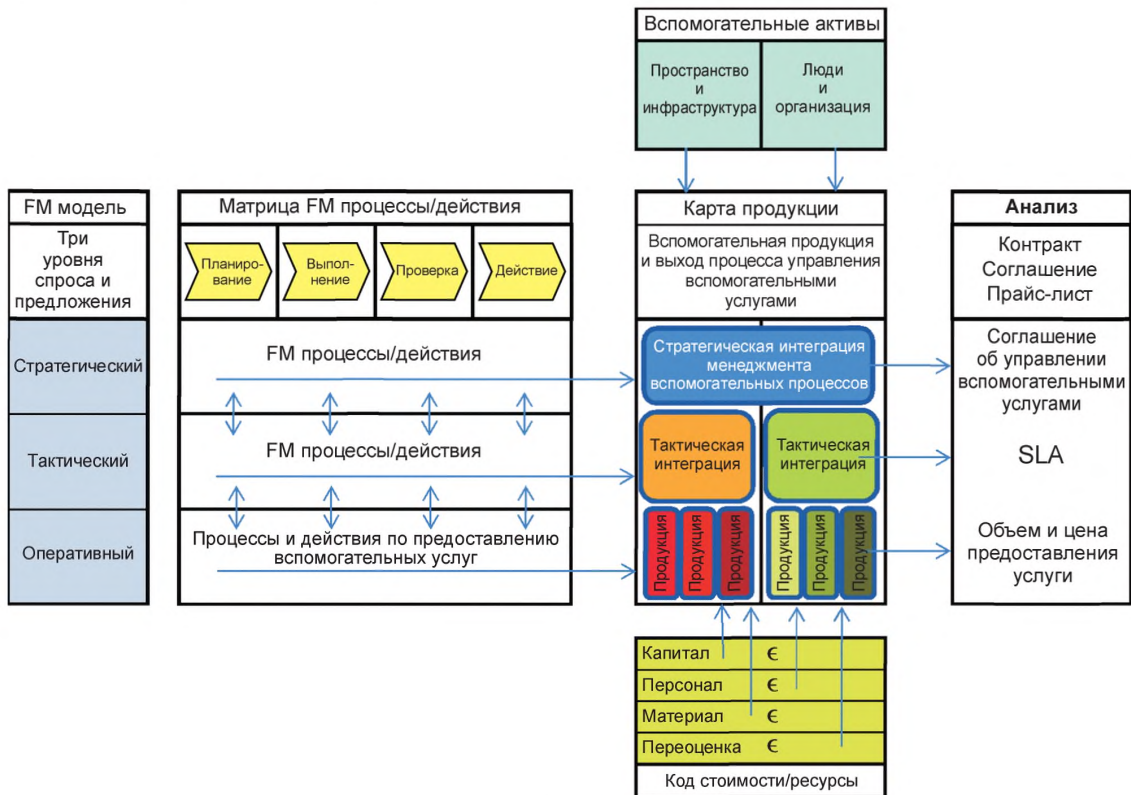 Вспомогательные активы
Пространство
и
инфраструктура
Люди
и
организация
FM модель
Три
уровня
спроса и
предложения
Стратегический
Тактический
Оперативный
Матрица FM процессы/действия
Планиро-
вание
Выпол-
нение
Проверка
Действие
FM процессы/действия
FM процессы/действия
Процессы и действия по предоставлению
вспомогательных услуг
Карта продукции
Вспомогательная продукция
и выход процесса управления
вспомогательными
услугами
Стратегическая интеграция
менеджмента
вспомогательных процессов
Тактическая
интеграция
Тактическая
интеграция
Продукция
Продукция
Продукция
Продукция
Продукция
Продукция
Анализ
Контракт
Соглашение
Прайс-лист
Соглашение
об управлении
вспомогательными
услугами
SLA
Объем и цена
предоставления
услуги
Капитал €
Персонал €
Материал €
Переоценка €
Код стоимости/ресурсы